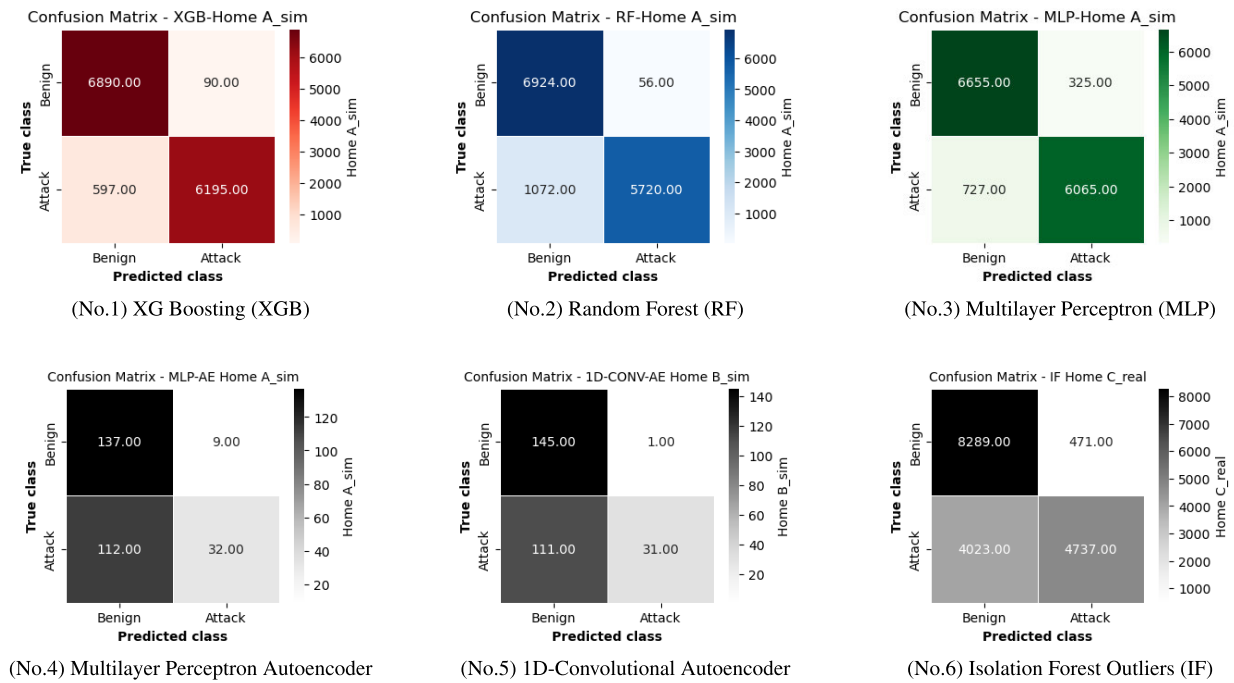 Confusion Matrix - XGB-Home A_sim
True class
Benign
Attack
6890.00 90.00
597.00 6195.00
Benign Attack
Predicted class
6000
5000
4000
3000
2000
1000
Home A_sim
(No.1) XG Boosting (XGB)
Confusion Matrix - RF-Home A_sim
True class
Benign
Attack
6924.00 56.00
1072.00 5720.00
Benign Attack
Predicted class
6000
5000
4000
3000
2000
1000
Home A_sim
(No.2) Random Forest (RF)
Confusion Matrix - MLP-Home A_sim
True class
Benign
Attack
6655.00 325.00
727.00 6065.00
Benign Attack
Predicted class
6000
5000
4000
3000
2000
1000
Home A_sim
(No.3) Multilayer Perceptron (MLP)
Confusion Matrix - MLP-AE Home A_sim
True class
Benign
Attack
137.00 9.00
112.00 32.00
Benign Attack
Predicted class
120
100
80
60
40
20
Home A_sim
(No.4) Multilayer Perceptron Autoencoder
Confusion Matrix - 1D-CONV-AE Home B_sim
True class
Benign
Attack
145.00 1.00
111.00 31.00
Benign Attack
Predicted class
140
120
100
80
60
40
20
Home B_sim
(No.5) 1D-Convolutional Autoencoder
Confusion Matrix - IF Home C_real
True class
Benign
Attack
8289.00 471.00
4023.00 4737.00
Benign Attack
Predicted class
8000
7000
6000
5000
4000
3000
2000
1000
Home C_real
(No.6) Isolation Forest Outliers (IF)